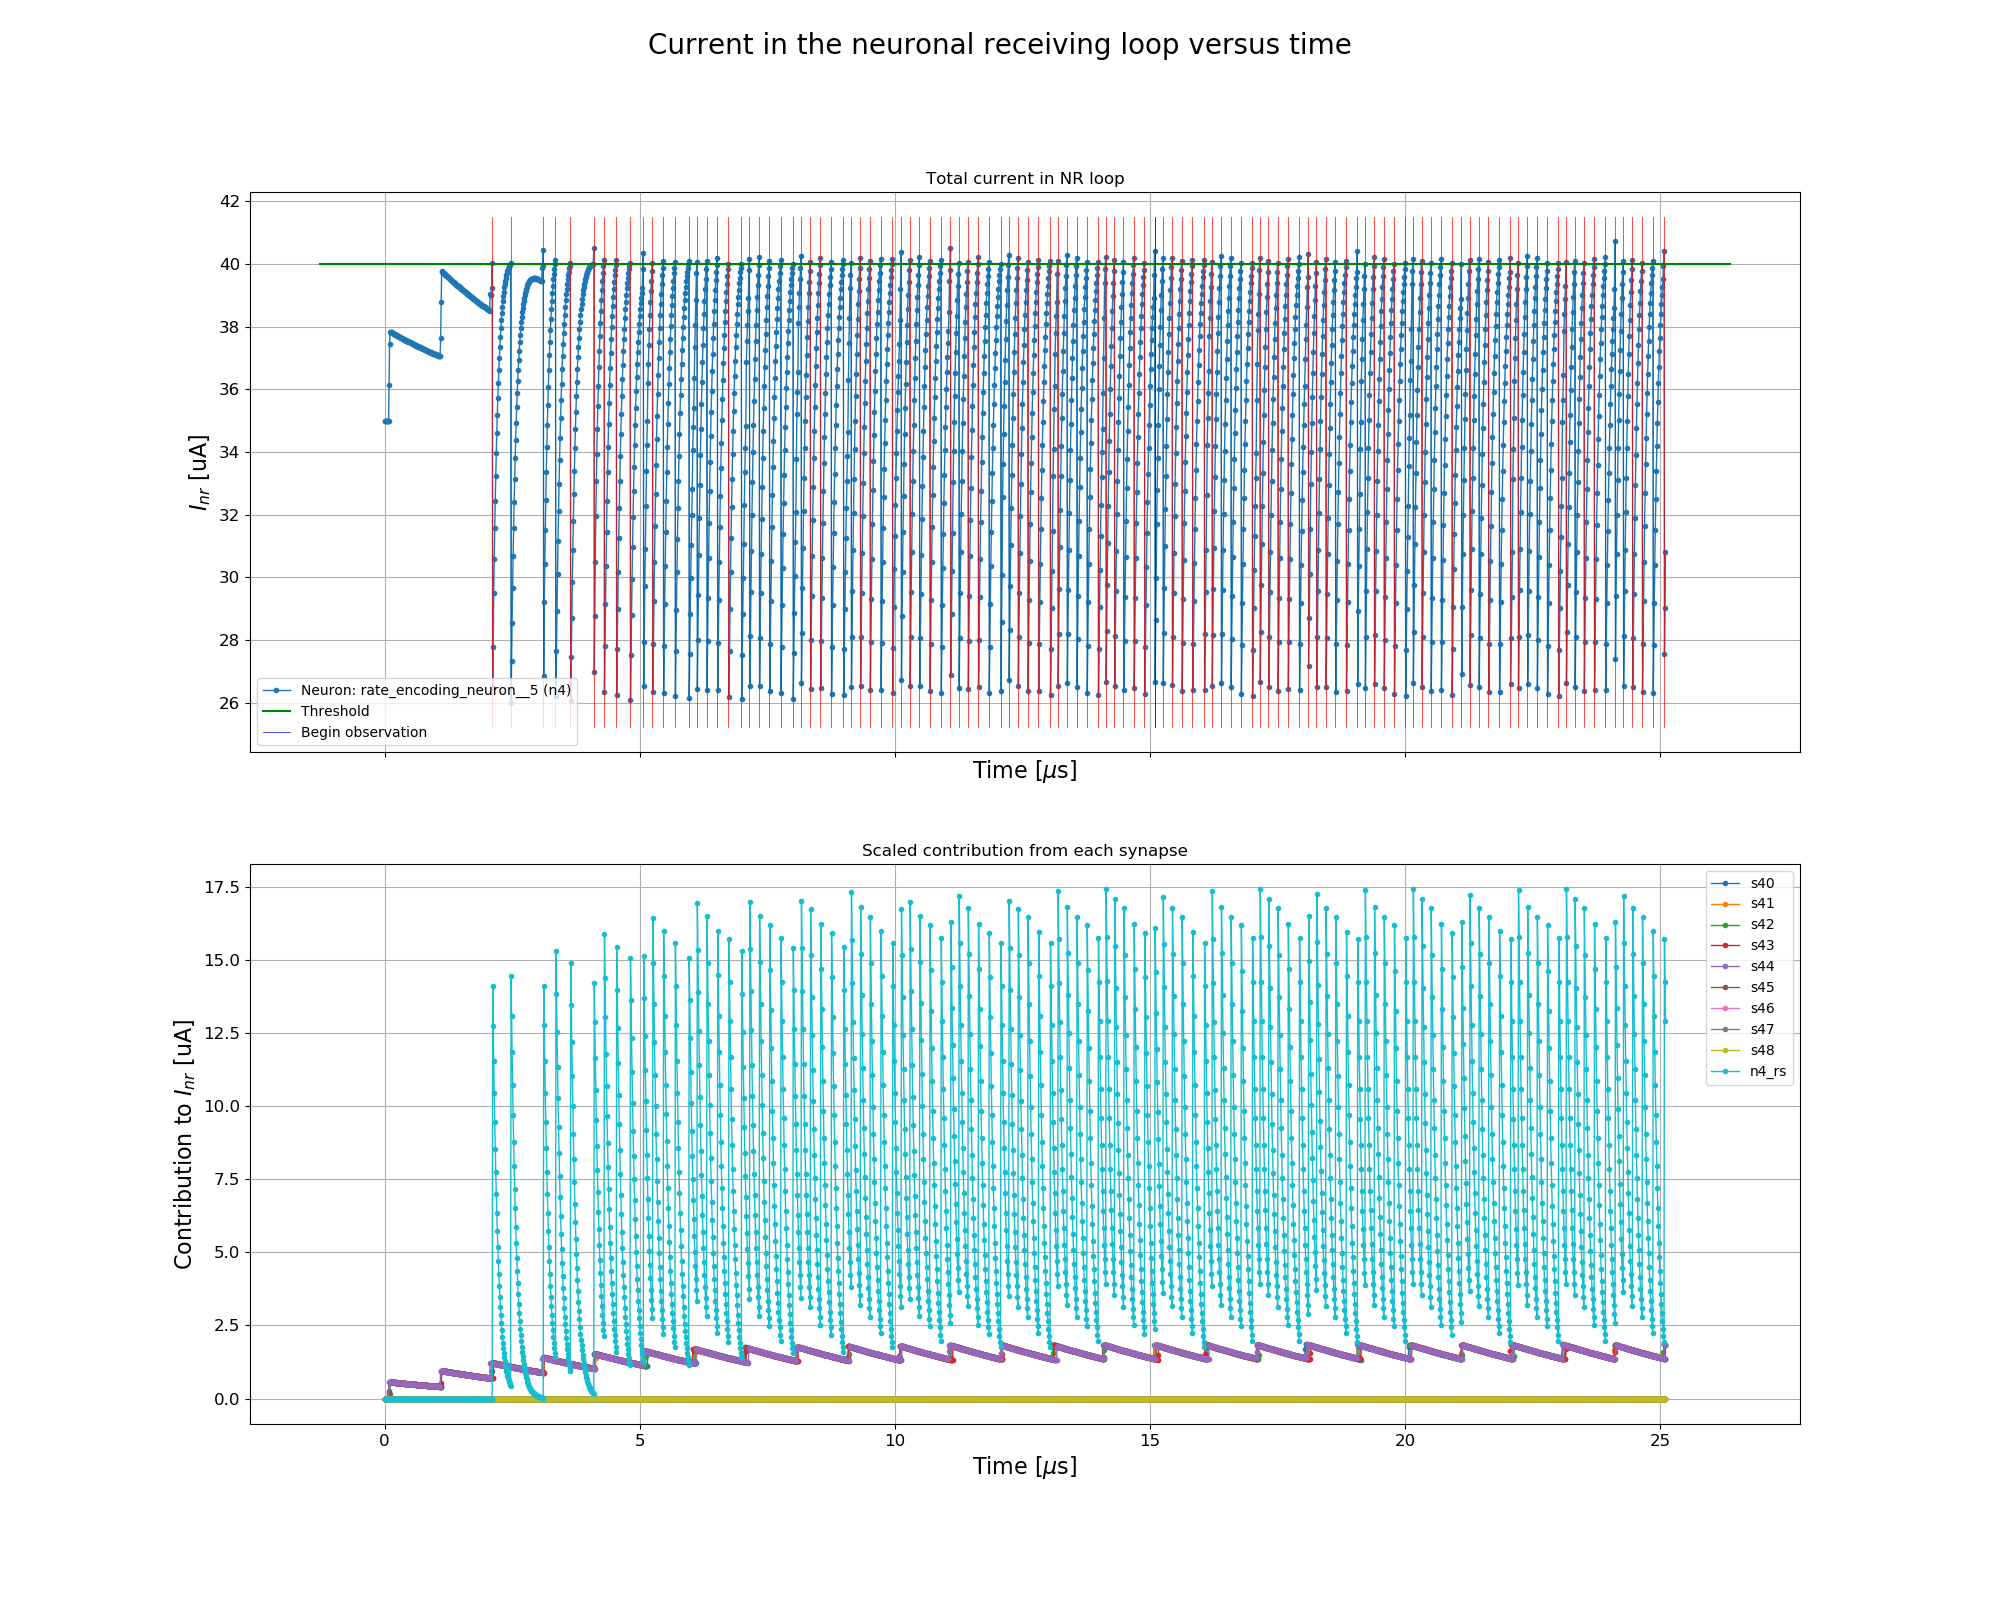 Current in the neuronal receiving loop versus time
Total current in NR loop
42
40
38
36
34
32
30
28
26
I_nr [uA]
Neuron: rate_encoding_neuron__5 (n4)
Threshold
Begin observation
Time [μs]
Scaled contribution from each synapse
17.5
15.0
12.5
10.0
7.5
5.0
2.5
0.0
Contribution to I_nr [uA]
s40
s41
s42
s43
s44
s45
s46
s47
s48
n4_rs
0 5 10 15 20 25
Time [μs]